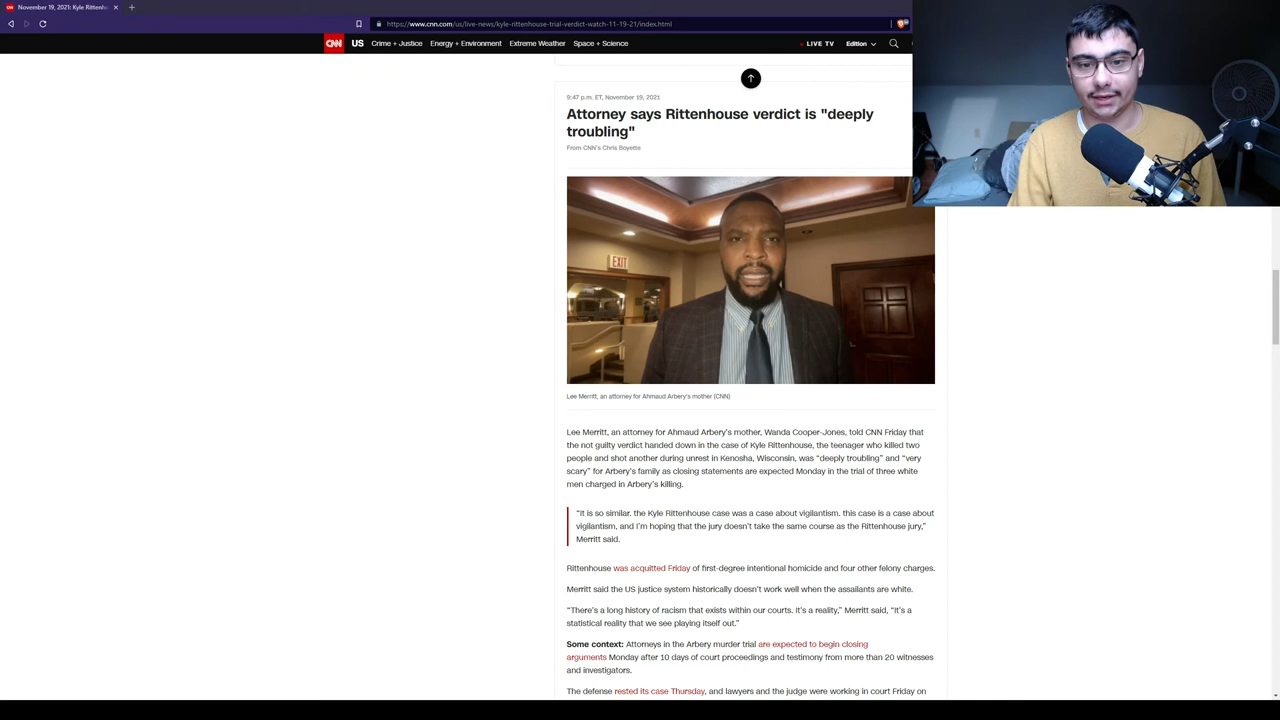 November 19, 2021: Kyle Rittenh
https://www.cnn.com/us/live-news/kyle-rittenhouse-trial-verdict-watch-11-19-21/index.html
CNN US Crime + Justice Energy + Environment Extreme Weather Space + Science LIVE TV Edition
9:47 p.m. ET, November 19, 2021
Attorney says Rittenhouse verdict is "deeply
troubling"
From CNN's Chris Boyette
EXIT
Lee Merritt, an attorney for Ahmaud Arbery's mother (CNN)
Lee Merritt, an attorney for Ahmaud Arbery's mother, Wanda Cooper-Jones, told CNN Friday that
the not guilty verdict handed down in the case of Kyle Rittenhouse, the teenager who killed two
people and shot another during unrest in Kenosha, Wisconsin, was “deeply troubling” and “very
scary” for Arbery's family as closing statements are expected Monday in the trial of three white
men charged in Arbery's killing.
“It is so similar. the Kyle Rittenhouse case was a case about vigilantism. this case is a case about
vigilantism, and I'm hoping that the jury doesn't take the same course as the Rittenhouse jury,”
Merritt said.
Rittenhouse was acquitted Friday of first-degree intentional homicide and four other felony charges.
Merritt said the US justice system historically doesn't work well when the assailants are white.
“There's a long history of racism that exists within our courts. It's a reality,” Merritt said, “It's a
statistical reality that we see playing itself out.”
Some context: Attorneys in the Arbery murder trial are expected to begin closing
arguments Monday after 10 days of court proceedings and testimony from more than 20 witnesses
and investigators.
The defense rested its case Thursday, and lawyers and the judge were working in court Friday on